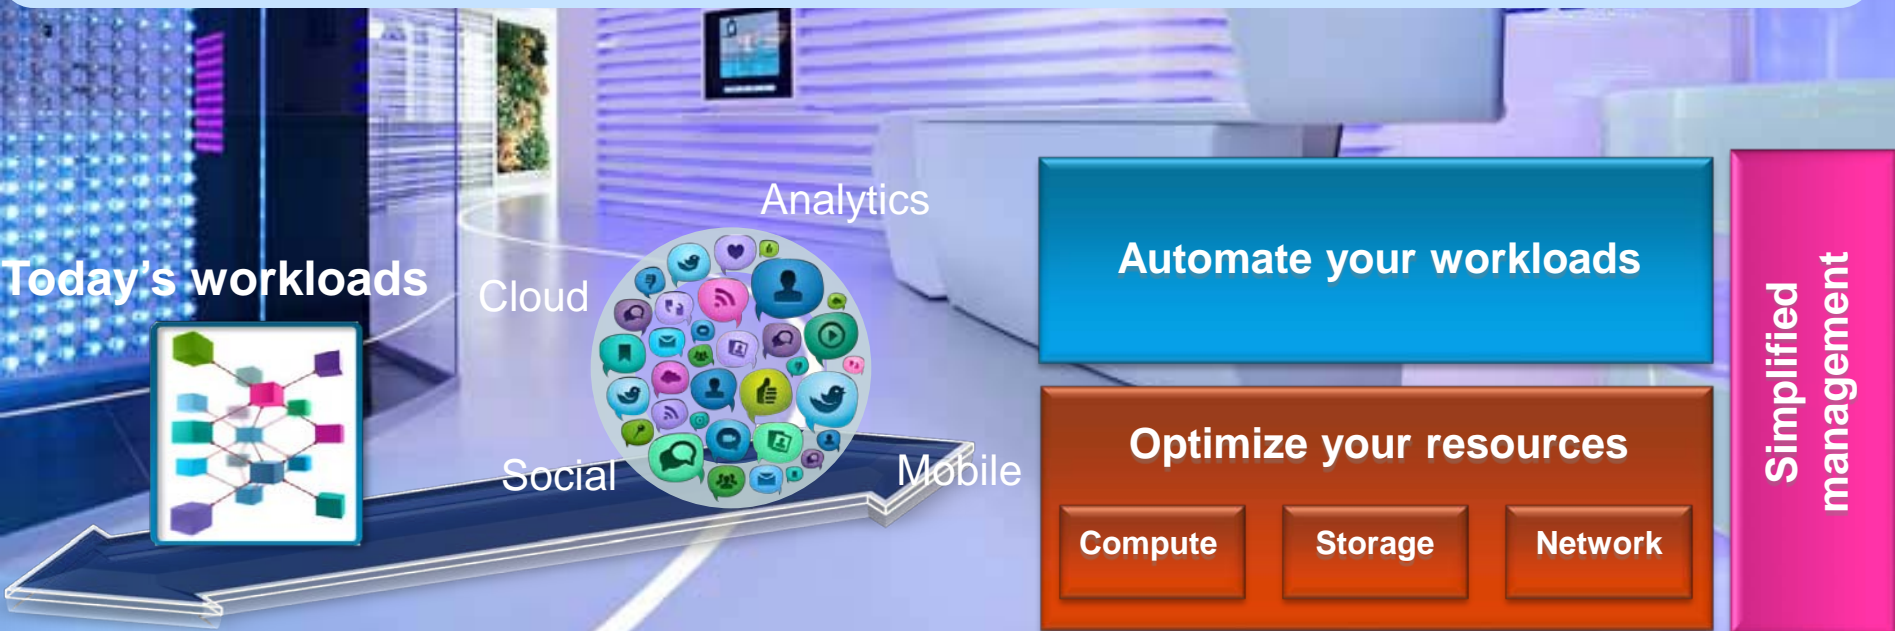 Analytics
Today's workloads
Cloud
Social
Mobile
Automate your workloads
Optimize your resources
Compute
Storage
Network
Simplified
management